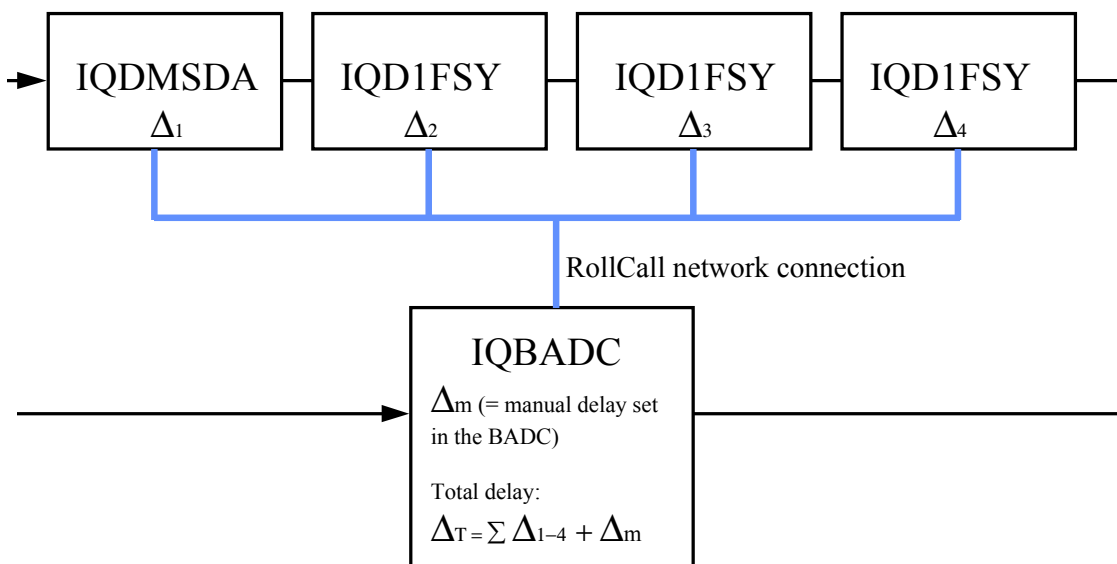 IQDMSDA
Δ1
IQD1FSY
Δ2
IQD1FSY
Δ3
IQD1FSY
Δ4
RollCall network connection
IQBADC
Δm (= manual delay set
in the BADC)
Total delay:
ΔT = ∑ Δ1–4 + Δm